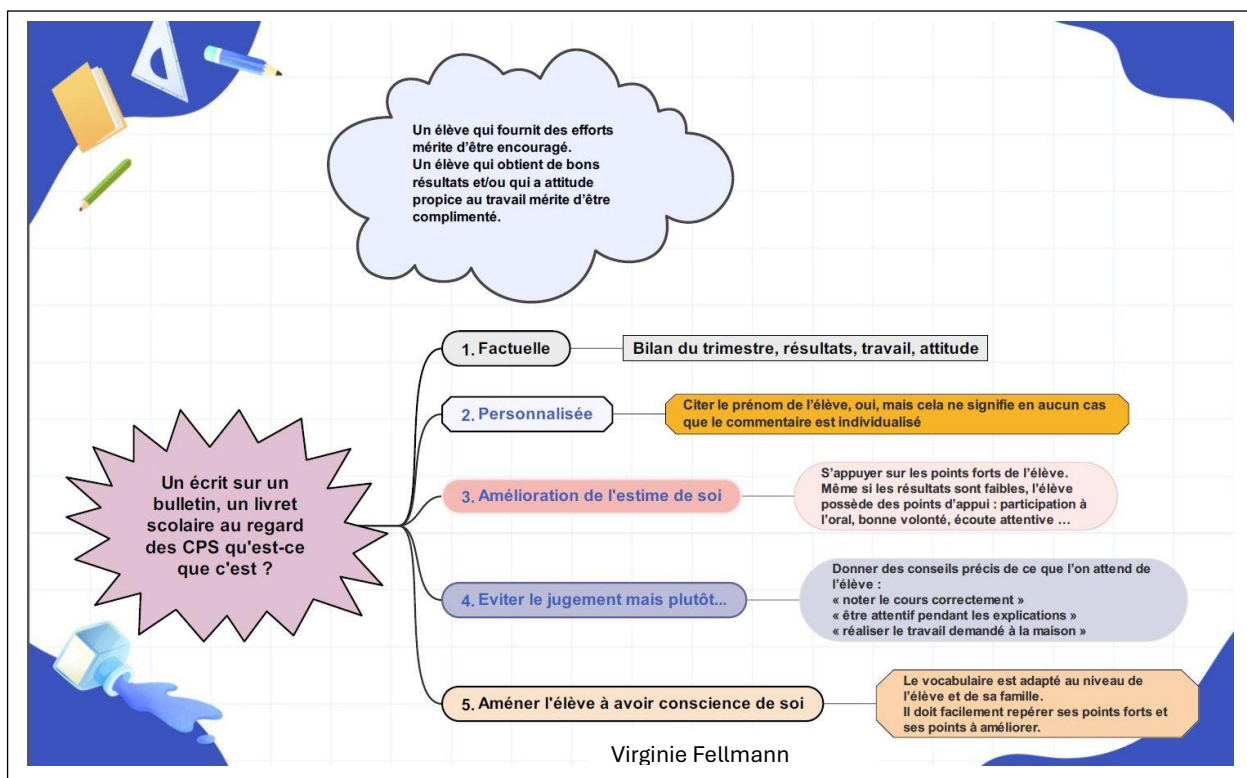 Un élève qui fournit des efforts
mérite d'être encouragé.
Un élève qui obtient de bons
résultats et/ou qui a attitude
propice au travail mérite d'être
complimenté.
Un écrit sur un
bulletin, un livret
scolaire au regard
des CPS qu'est-ce
que c'est ?
1. Factuelle
Bilan du trimestre, résultats, travail, attitude
2. Personnalisée
Citer le prénom de l'élève, oui, mais cela ne signifie en aucun cas
que le commentaire est individualisé
3. Amélioration de l'estime de soi
S'appuyer sur les points forts de l'élève.
Même si les résultats sont faibles, l'élève
possède des points d'appui : participation à
l'oral, bonne volonté, écoute attentive ...
4. Eviter le jugement mais plutôt...
Donner des conseils précis de ce que l'on attend de
l'élève :
« noter le cours correctement »
« être attentif pendant les explications »
« réaliser le travail demandé à la maison »
5. Améner l'élève à avoir conscience de soi
Le vocabulaire est adapté au niveau de
l'élève et de sa famille.
Il doit facilement repérer ses points forts et
ses points à améliorer.
Virginie Fellmann